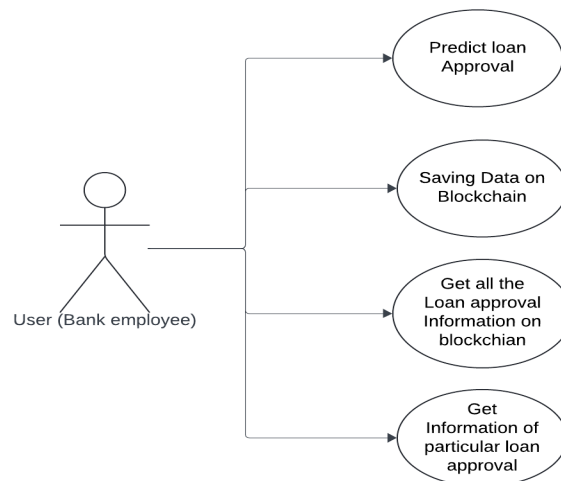 Predict loan
Approval
Saving Data on
Blockchain
User (Bank employee)
Get all the
Loan approval
Information on
blockchian
Get
Information of
particular loan
approval